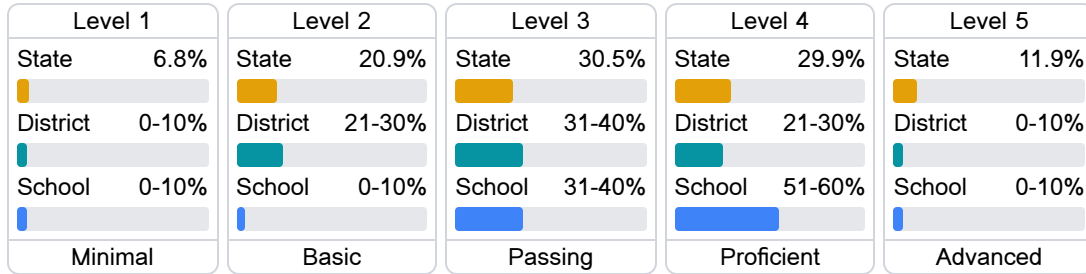 Level 1
State 6.8%
District 0-10%
School 0-10%
Minimal
Level 2
State 20.9%
District 21-30%
School 0-10%
Basic
Level 3
State 30.5%
District 31-40%
School 31-40%
Passing
Level 4
State 29.9%
District 21-30%
School 51-60%
Proficient
Level 5
State 11.9%
District 0-10%
School 0-10%
Advanced